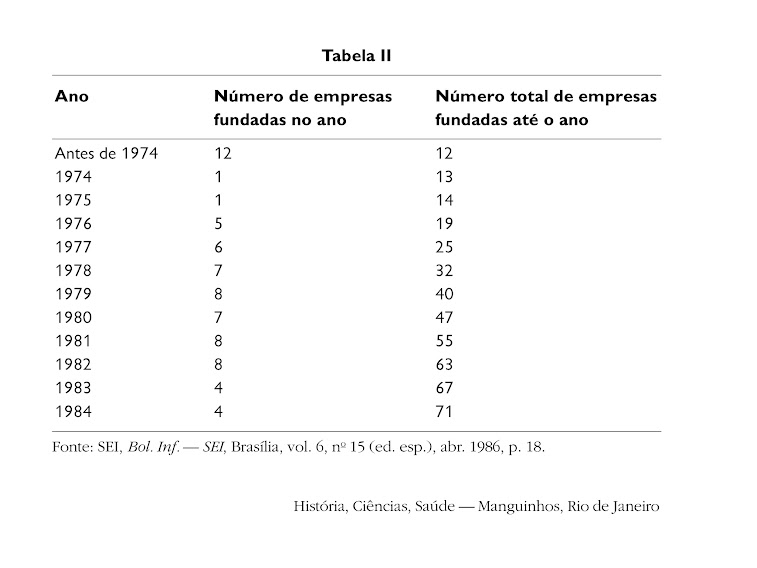 Tabela II
Ano Número de empresas fundadas no ano Número total de empresas fundadas até o ano
Antes de 1974 12 12
1974 1 13
1975 1 14
1976 5 19
1977 6 25
1978 7 32
1979 8 40
1980 7 47
1981 8 55
1982 8 63
1983 4 67
1984 4 71
Fonte: SEI, Bol. Inf. — SEI, Brasília, vol. 6, nº 15 (ed. esp.), abr. 1986, p. 18.
História, Ciências, Saúde — Manguinhos, Rio de Janeiro